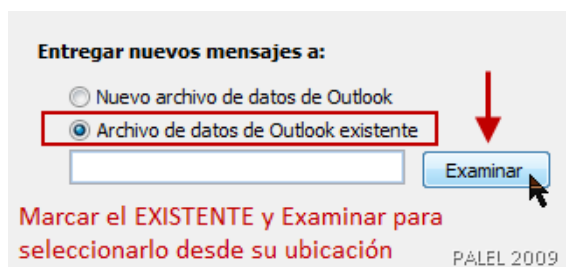 Entregar nuevos mensajes a:
Nuevo archivo de datos de Outlook
Archivo de datos de Outlook existente
Examinar
Marcar el EXISTENTE y Examinar para
seleccionarlo desde su ubicación
PALEL 2009